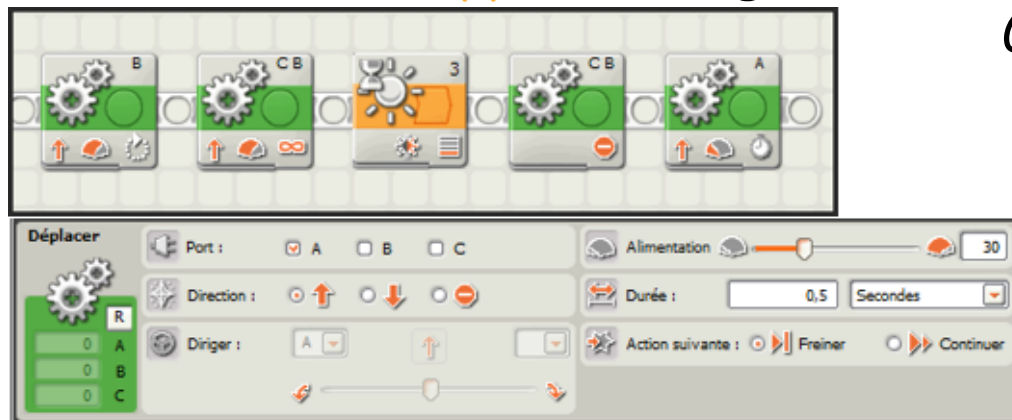 B
C B
3
C B
A
Déplacer
Port : A B C
Alimentation 30
Direction :
Durée : 0,5 Secondes
R
0 A
0 B
0 C
Diriger : A
Action suivante : Freiner Continuer